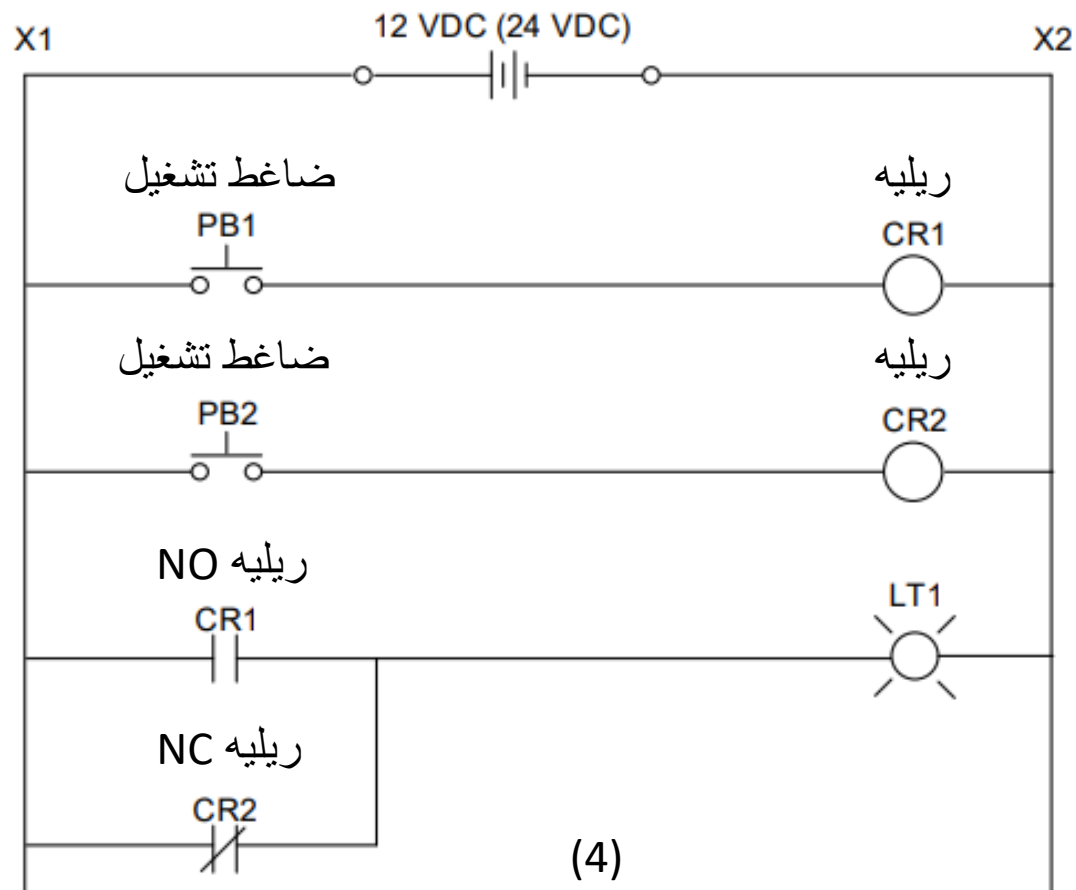 12 VDC (24 VDC)
X1 X2
ضاغط تشغيل ريليه
PB1 CR1
ضاغط تشغيل ريليه
PB2 CR2
ريليه NO
CR1 LT1
ريليه NC
CR2
(4)